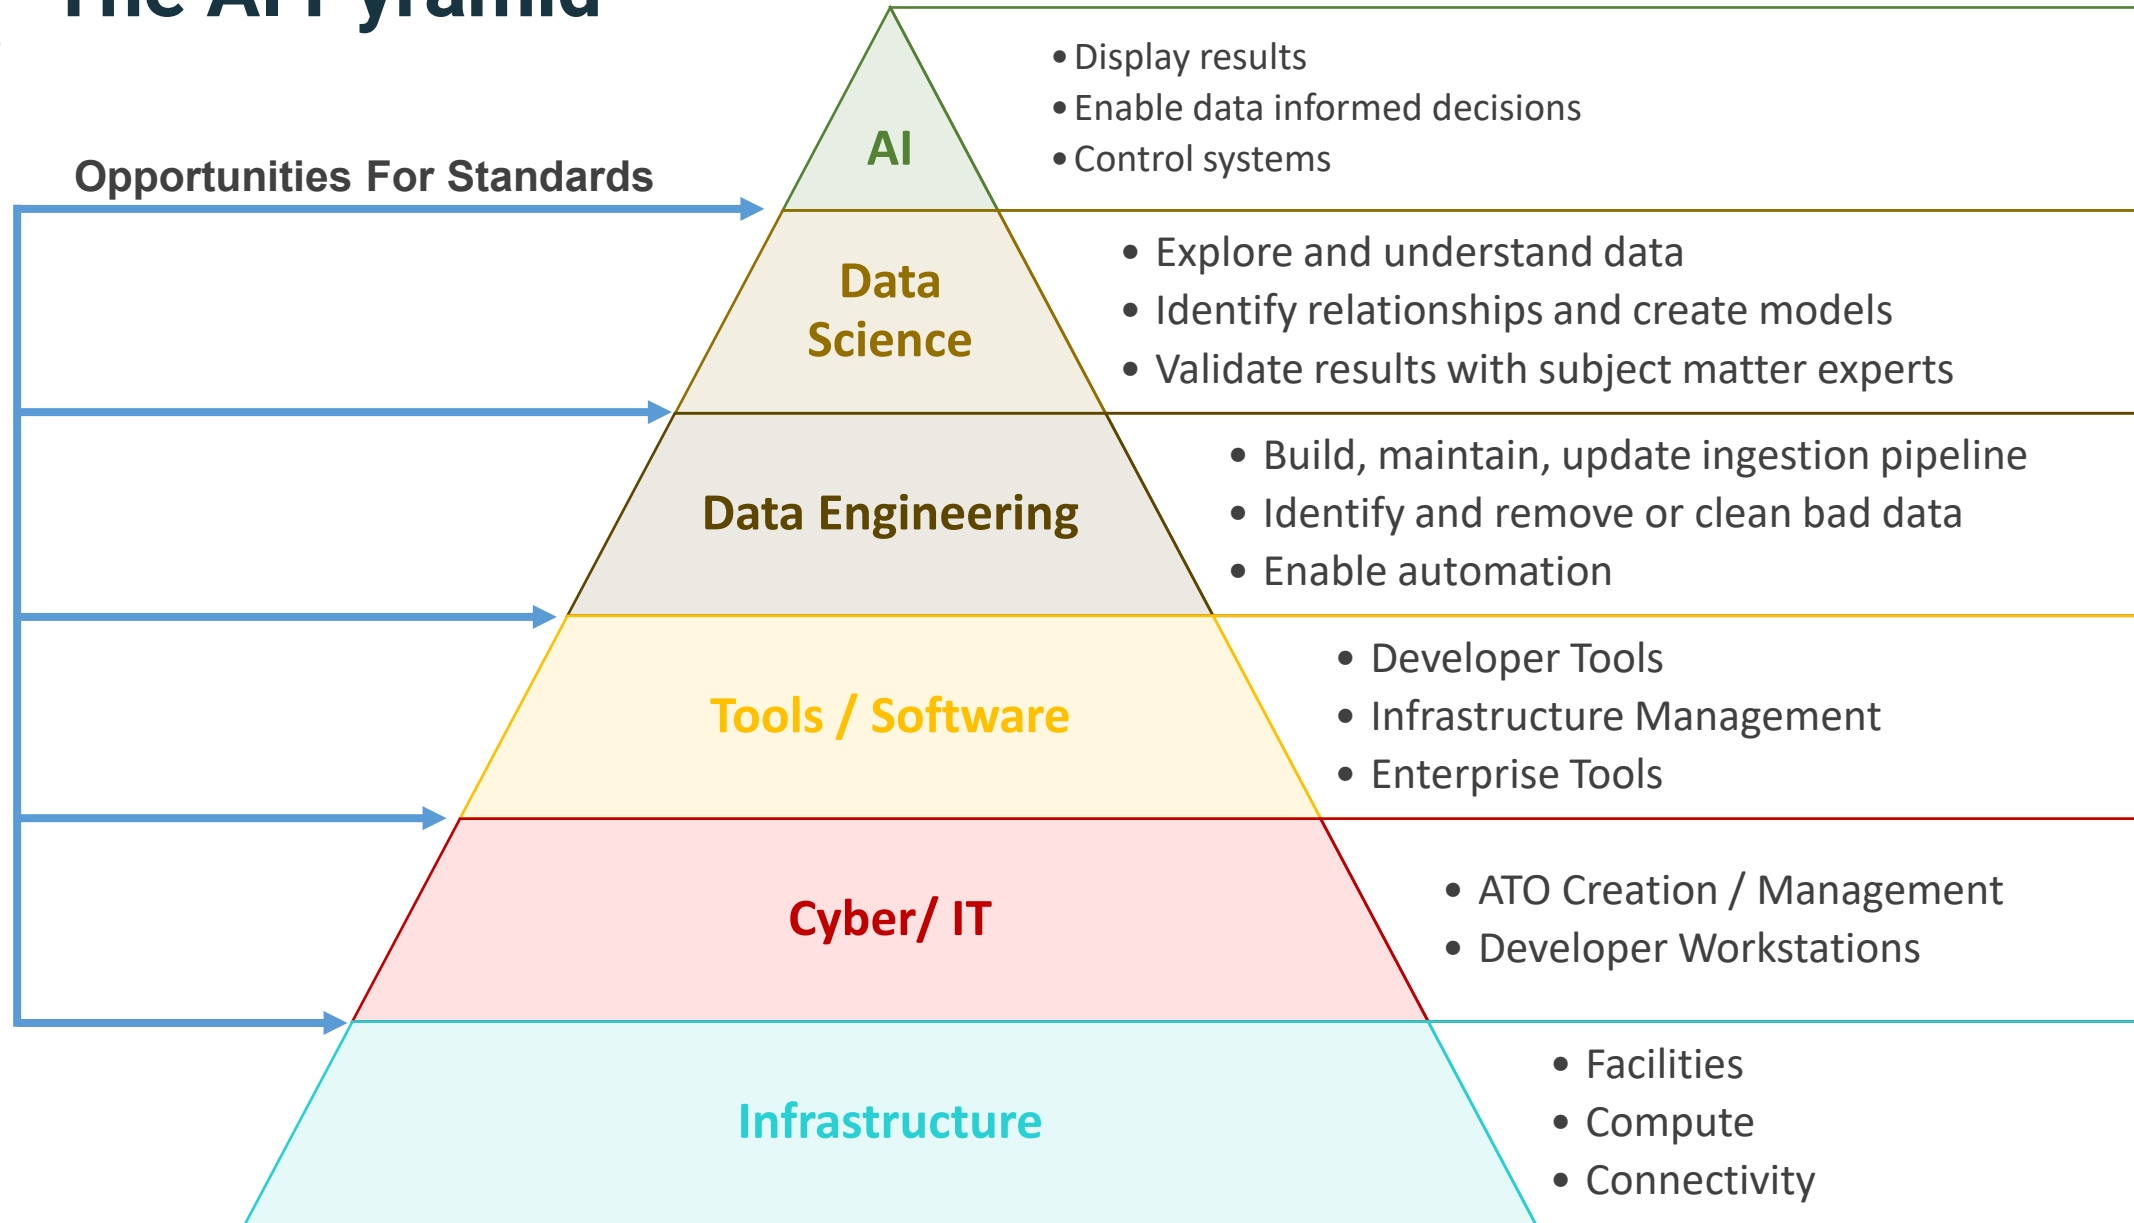 The AI Pyramid
• Display results
• Enable data informed decisions
• Control systems
AI
Opportunities For Standards
• Explore and understand data
• Identify relationships and create models
• Validate results with subject matter experts
Data
Science
• Build, maintain, update ingestion pipeline
• Identify and remove or clean bad data
• Enable automation
Data Engineering
• Developer Tools
• Infrastructure Management
• Enterprise Tools
Tools / Software
• ATO Creation / Management
• Developer Workstations
Cyber/ IT
• Facilities
• Compute
• Connectivity
Infrastructure